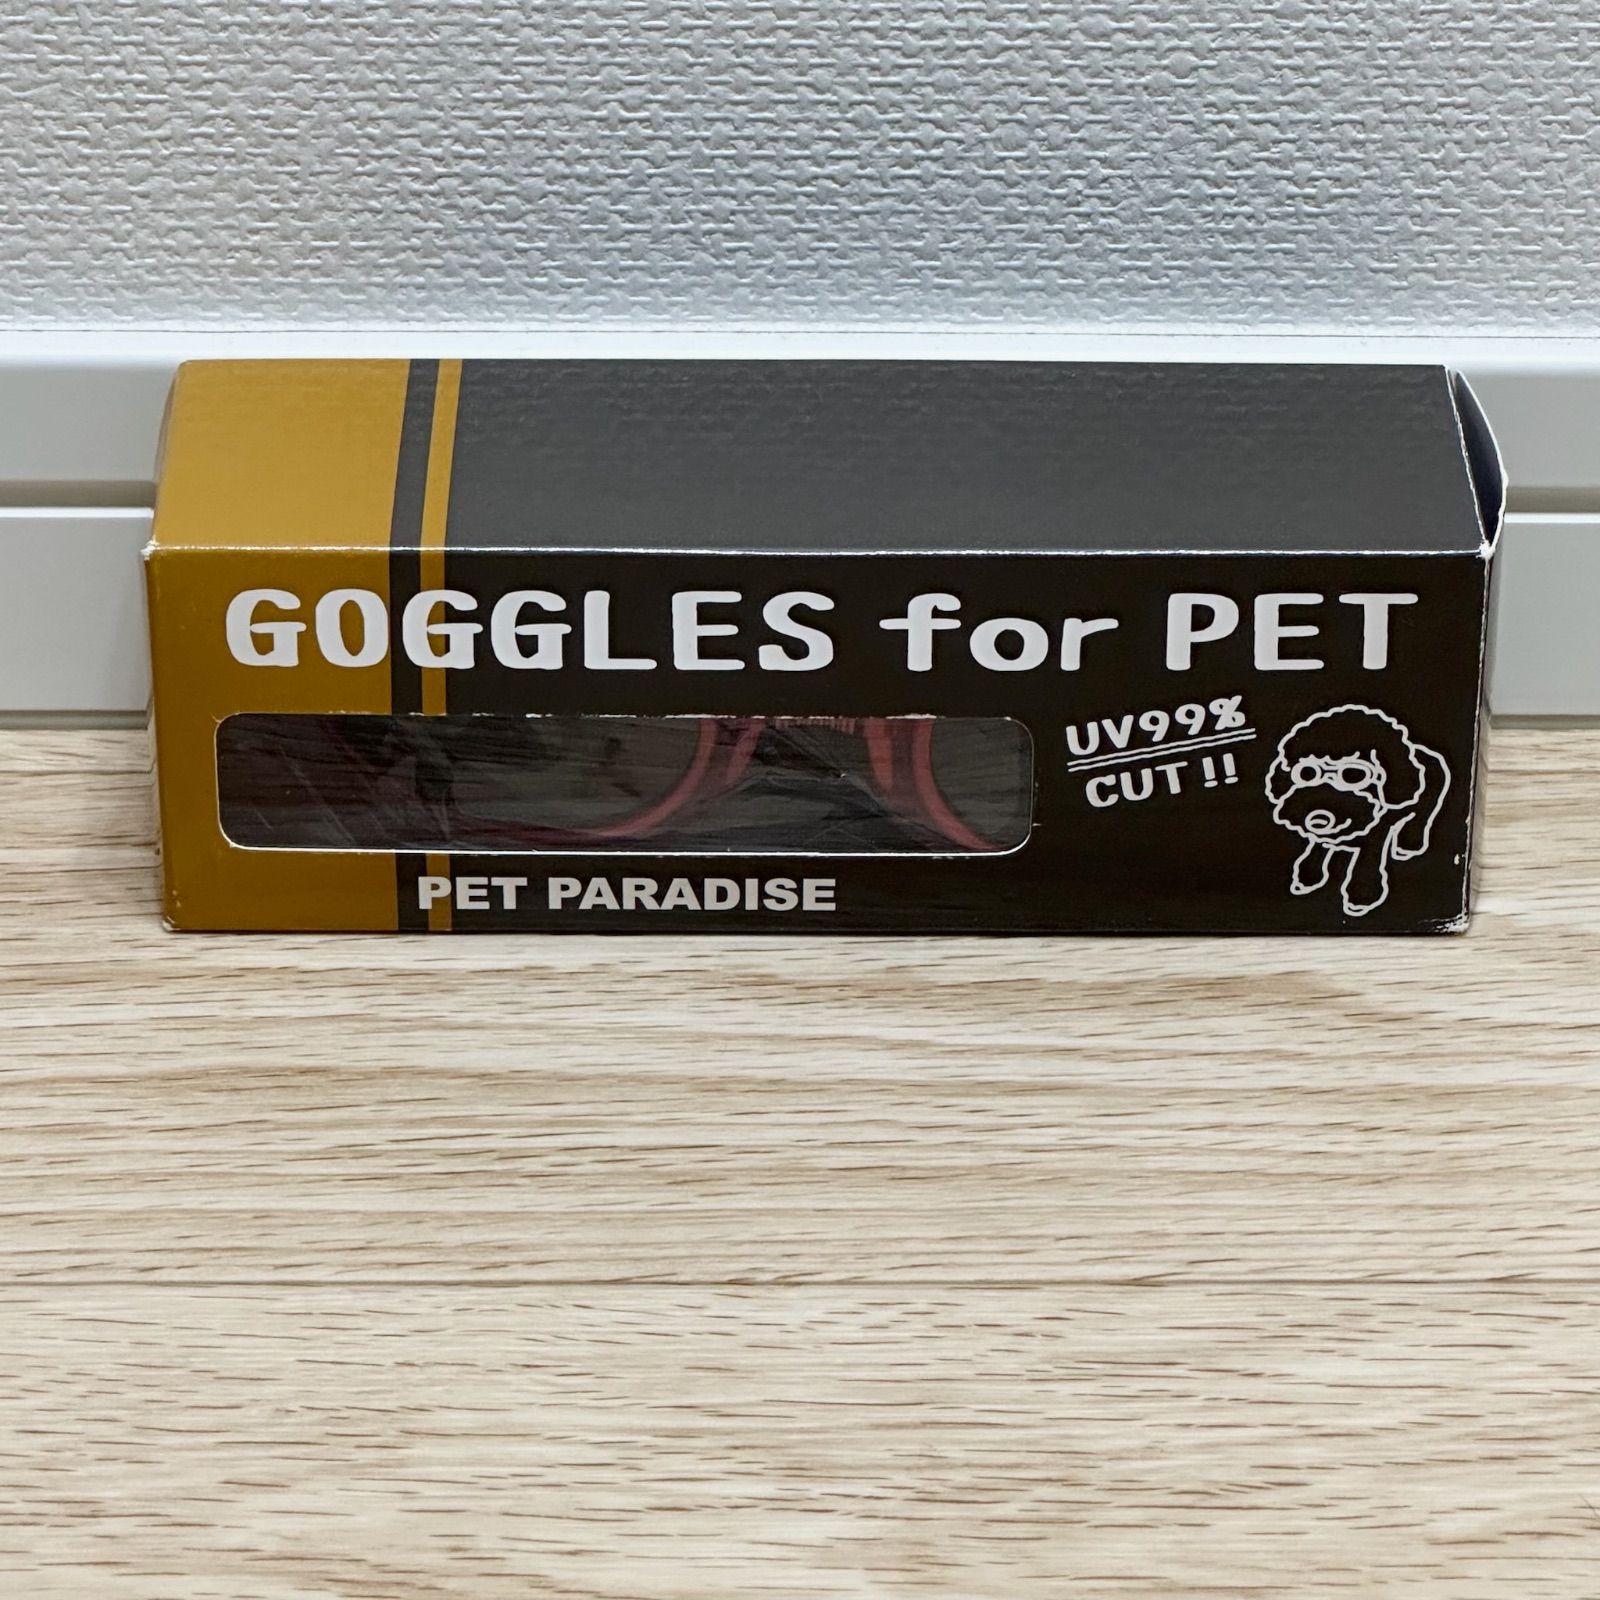 GOGGLES for PET
UV99%
CUT!!
PET PARADISE